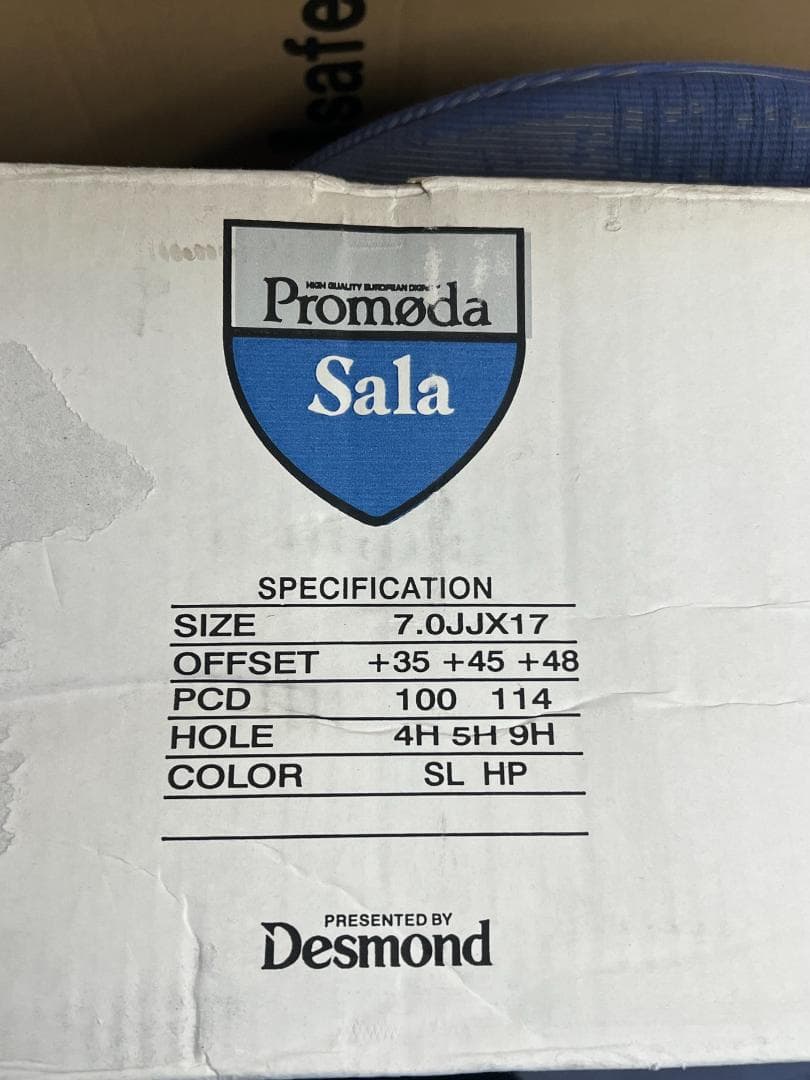 safe
Promøda
HIGH QUALITY EUROPEAN
Sala
SPECIFICATION
SIZE 7.0JJX17
OFFSET +35 +45 +48
PCD 100 114
HOLE 4H 5H 9H
COLOR SL HP
PRESENTED BY
Desmond